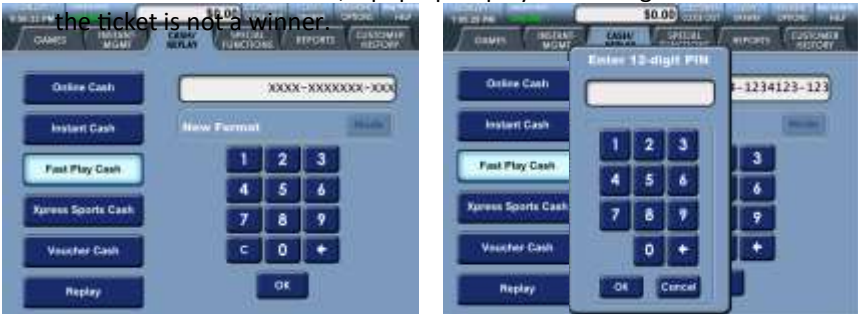 the ticket is not a winner.
$0.00
GAMES
INSTANT MGMT
CASH/ REPLAY
SPECIAL FUNCTIONS
REPORTS
CUSTOMER HISTORY
Online Cash
XXXX-XXXXXXX-XXX
Instant Cash
New Format
Mode
Fast Play Cash
1 2 3
4 5 6
Xpress Sports Cash
7 8 9
Voucher Cash
C 0
Replay
OK
$0.00
GAMES
INSTANT MGMT
CASH/
SPECIAL
REPORTS
CUSTOMER HISTORY
Enter 12-digit PIN
Online Cash
-1234123-123
Instant Cash
1 2 3
3
Fast Play Cash
4 5 6
6
Xpress Sports Cash
7 8 9
9
Voucher Cash
0
Replay
OK Cancel